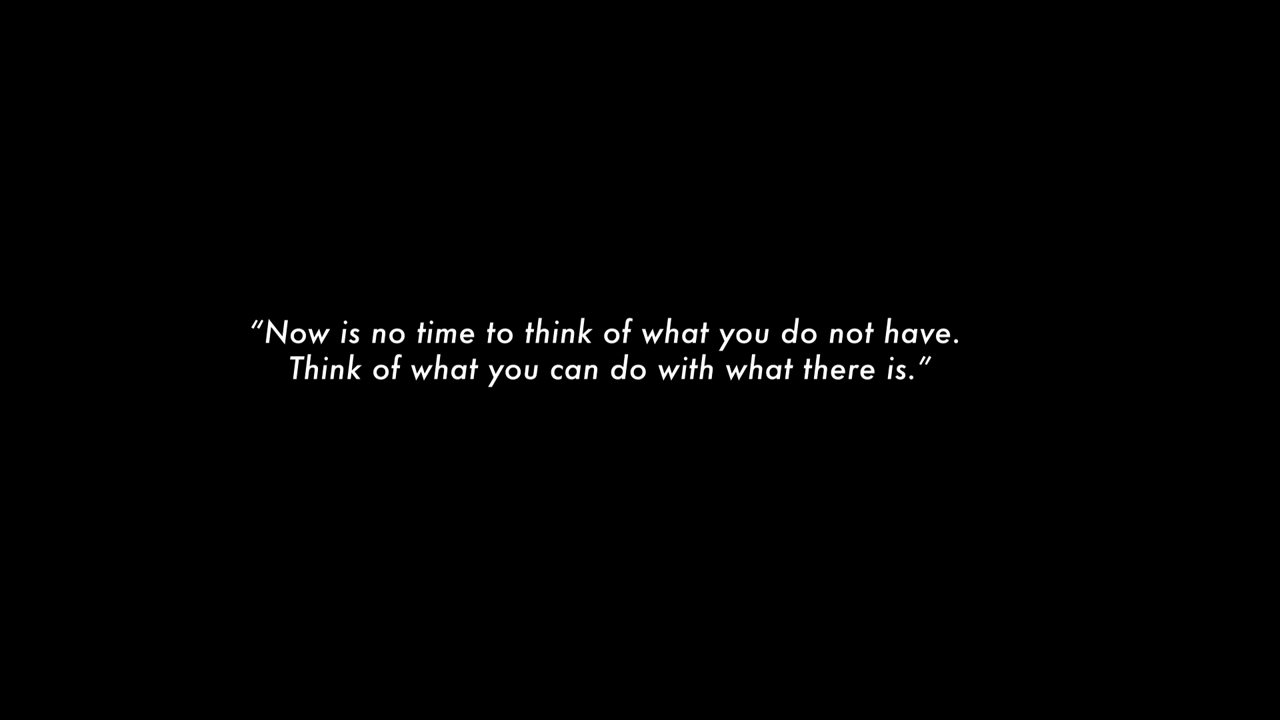 “Now is no time to think of what you do not have.
Think of what you can do with what there is.”